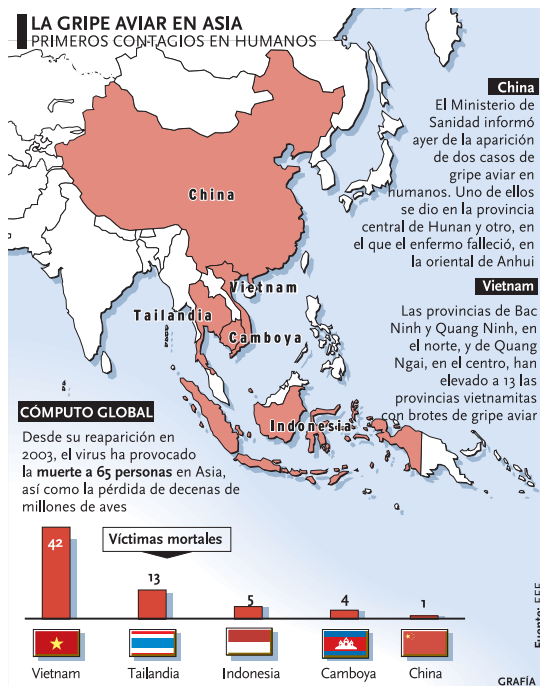 LA GRIPE AVIAR EN ASIA
PRIMEROS CONTAGIOS EN HUMANOS
China
El Ministerio de
Sanidad informó
ayer de la aparición
de dos casos de
gripe aviar en
humanos. Uno de ellos
se dio en la provincia
central de Hunan y otro, en
el que el enfermo falleció, en
la oriental de Anhui
Vietnam
Las provincias de Bac
Ninh y Quang Ninh, en
el norte, y de Quang
Ngai, en el centro, han
elevado a 13 las
provincias vietnamitas
con brotes de gripe aviar
China
Vietnam
Tailandia
Camboya
Indonesia
CÓMPUTO GLOBAL
Desde su reaparición en
2003, el virus ha provocado
la muerte a 65 personas en Asia,
así como la pérdida de decenas de
millones de aves
Víctimas mortales
42
13
5
4
1
Vietnam
Tailandia
Indonesia
Camboya
China
Fuente: EFE
GRAFÍA